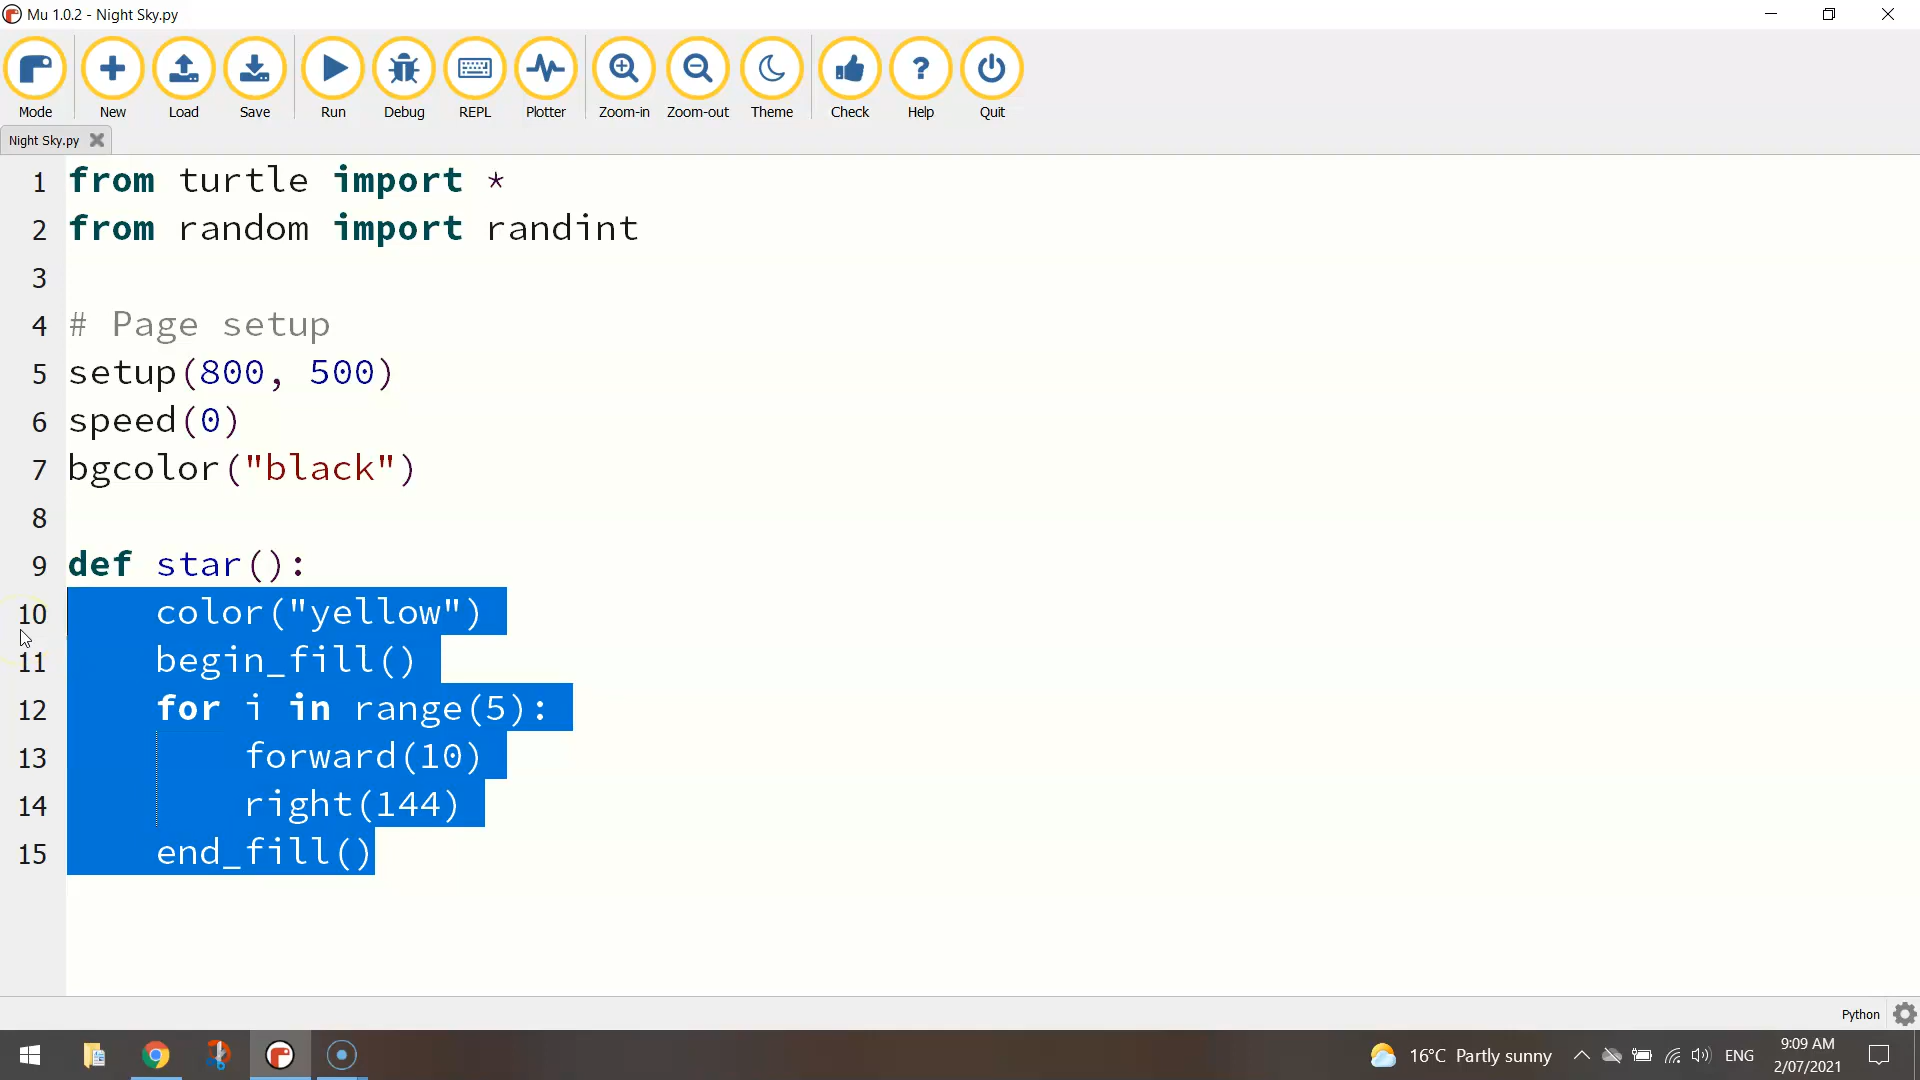 Mu 1.0.2 - Night Sky.py
Mode New Load Save Run Debug REPL Plotter Zoom-in Zoom-out Theme Check Help Quit
Night Sky.py
1 from turtle import *
2 from random import randint
3
4 # Page setup
5 setup(800, 500)
6 speed(0)
7 bgcolor("black")
8
9 def star():
10 color("yellow")
11 begin_fill()
12 for i in range(5):
13 forward(10)
14 right(144)
15 end_fill()
Python
16°C Partly sunny ENG 9:09 AM
2/07/2021